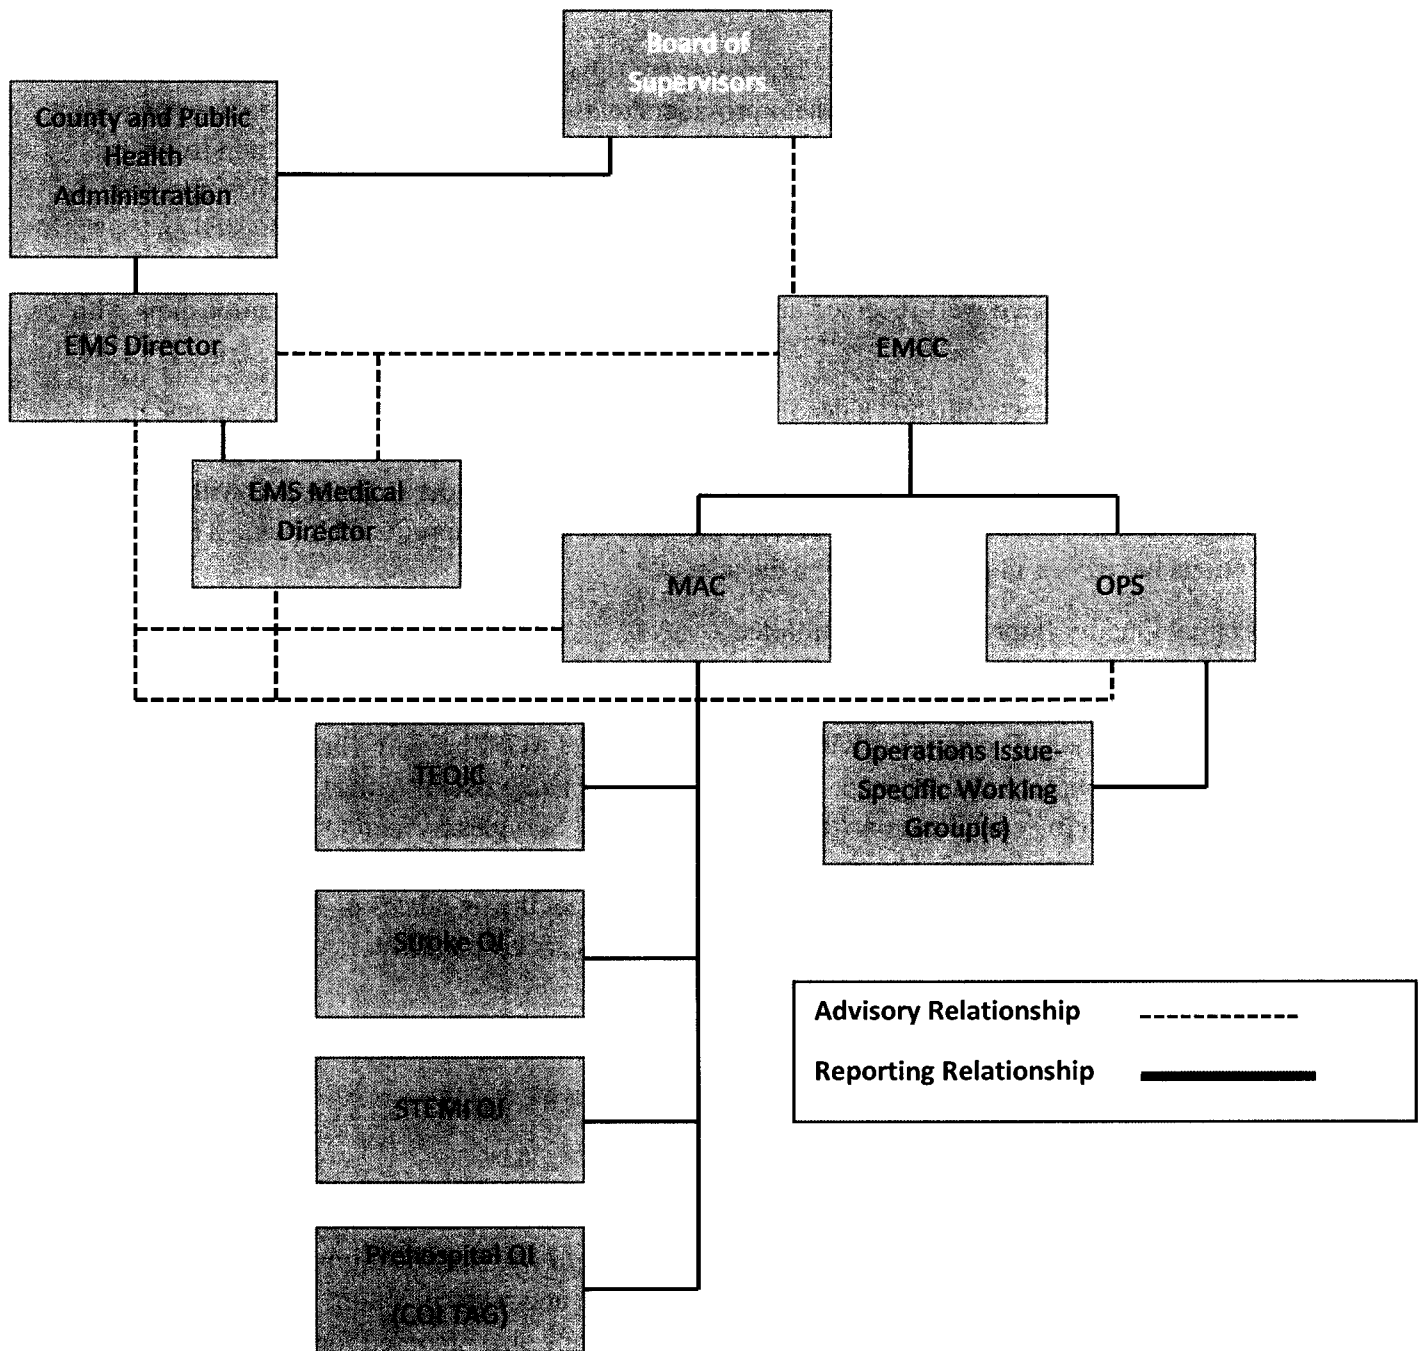 Board of
Supervisors
County and Public
Health
Administration
EMS Director
EMCC
EMS Medical
Director
MAC
OPS
TEQIC
Operations Issue-
Specific Working
Group(s)
Stroke QI
Advisory Relationship
Reporting Relationship
STEMI QI
Prehospital QI
(CQI TAG)